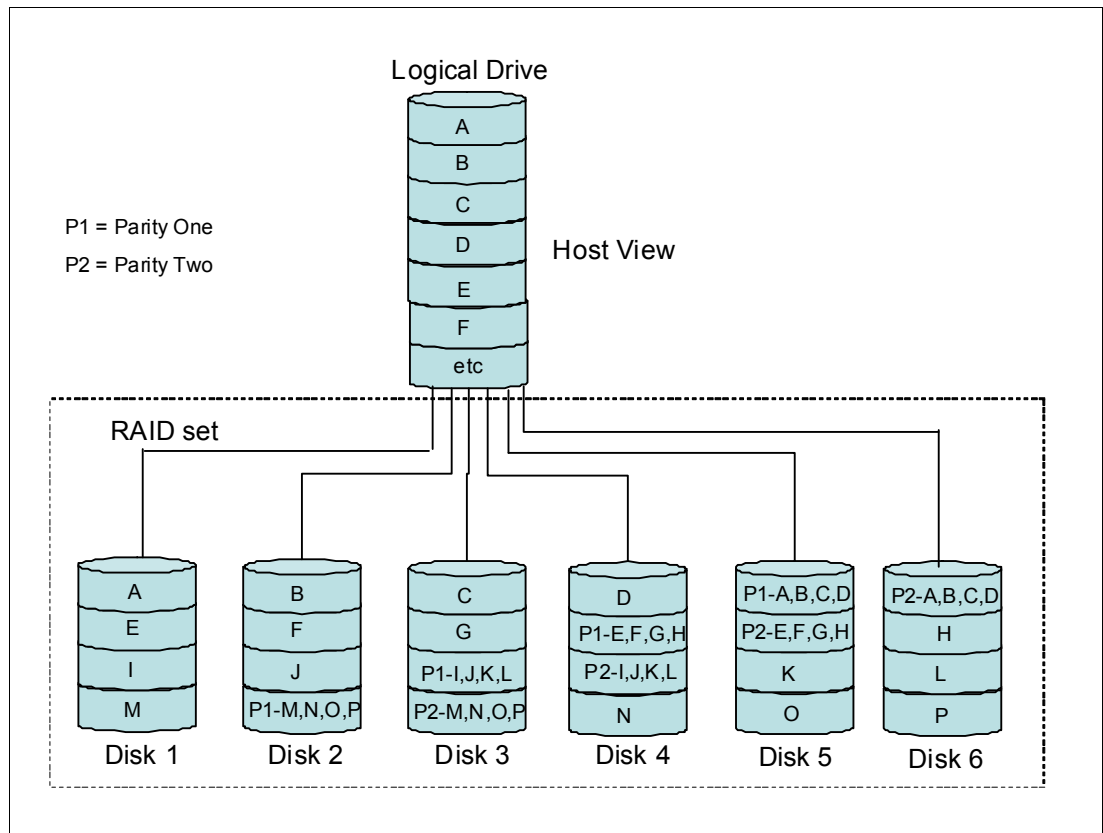 Logical Drive
A
B
C
D
E
F
etc
P1 = Parity One
P2 = Parity Two
Host View
RAID set
A
E
I
M
Disk 1
B
F
J
P1-M,N,O,P
Disk 2
C
G
P1-I,J,K,L
P2-M,N,O,P
Disk 3
D
P1-E,F,G,H
P2-I,J,K,L
N
Disk 4
P1-A,B,C,D
P2-E,F,G,H
K
O
Disk 5
P2-A,B,C,D
H
L
P
Disk 6